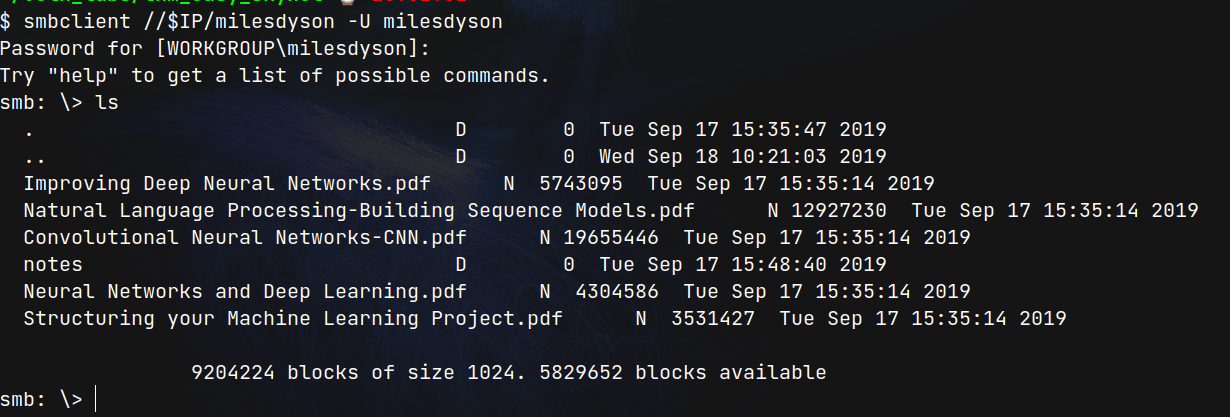 $ smbclient //$IP/milesdyson -U milesdyson
Password for [WORKGROUP\milesdyson]:
Try "help" to get a list of possible commands.
smb: \> ls
  .                                   D        0  Tue Sep 17 15:35:47 2019
  ..                                  D        0  Wed Sep 18 10:21:03 2019
  Improving Deep Neural Networks.pdf      N  5743095  Tue Sep 17 15:35:14 2019
  Natural Language Processing-Building Sequence Models.pdf      N 12927230  Tue Sep 17 15:35:14 2019
  Convolutional Neural Networks-CNN.pdf      N 19655446  Tue Sep 17 15:35:14 2019
  notes                               D        0  Tue Sep 17 15:48:40 2019
  Neural Networks and Deep Learning.pdf      N  4304586  Tue Sep 17 15:35:14 2019
  Structuring your Machine Learning Project.pdf      N  3531427  Tue Sep 17 15:35:14 2019
                9204224 blocks of size 1024. 5829652 blocks available
smb: \>